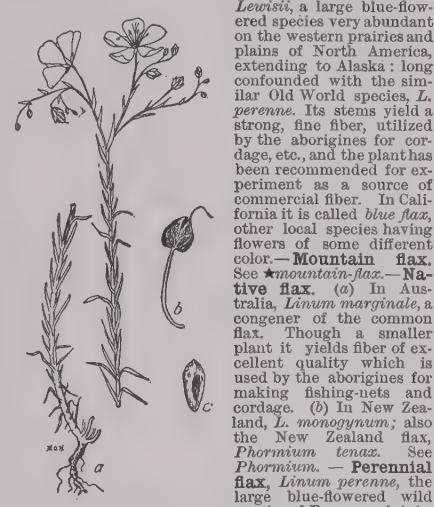 Lewisii, a large blue-flow-
ered species very abundant
on the western prairies and
plains of North America,
extending to Alaska: long
confounded with the sim-
ilar Old World species, L.
perenne. Its stems yield a
strong, fine fiber, utilized
by the aborigines for cor-
dage, etc., and the plant has
been recommended for ex-
periment as a source of
commercial fiber. In Cali-
fornia it is called blue flax,
other local species having
flowers of some different
color.—Mountain flax.
See ★mountain-flax.—Na-
tive flax. (a) In Aus-
tralia, Linum marginale, a
congener of the common
flax. Though a smaller
plant it yields fiber of ex-
cellent quality which is
used by the aborigines for
making fishing-nets and
cordage. (b) In New Zea-
land, L. monogynum; also
the New Zealand flax,
Phormium tenax. See
Phormium. — Perennial
flax, Linum perenne, the
large blue-flowered wild
b
c
a